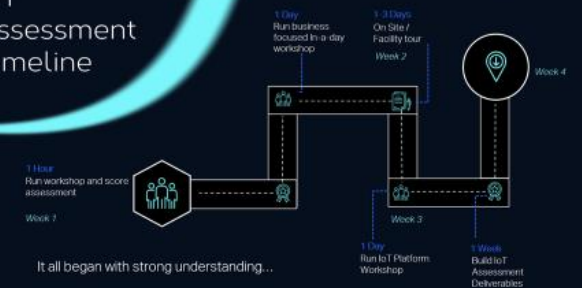 ssessment
meline
1 Hour
Run workshop and score
assessment
Week 1
1 Day
Run business
focused in-a-day
workshop
1-3 Days
On Site /
Facility tour
Week 2
1 Day
Run IoT Platform
Workshop
Week 3
1 Week
Build IoT
Assessment
Deliverables
Week 4
It all began with strong understanding...